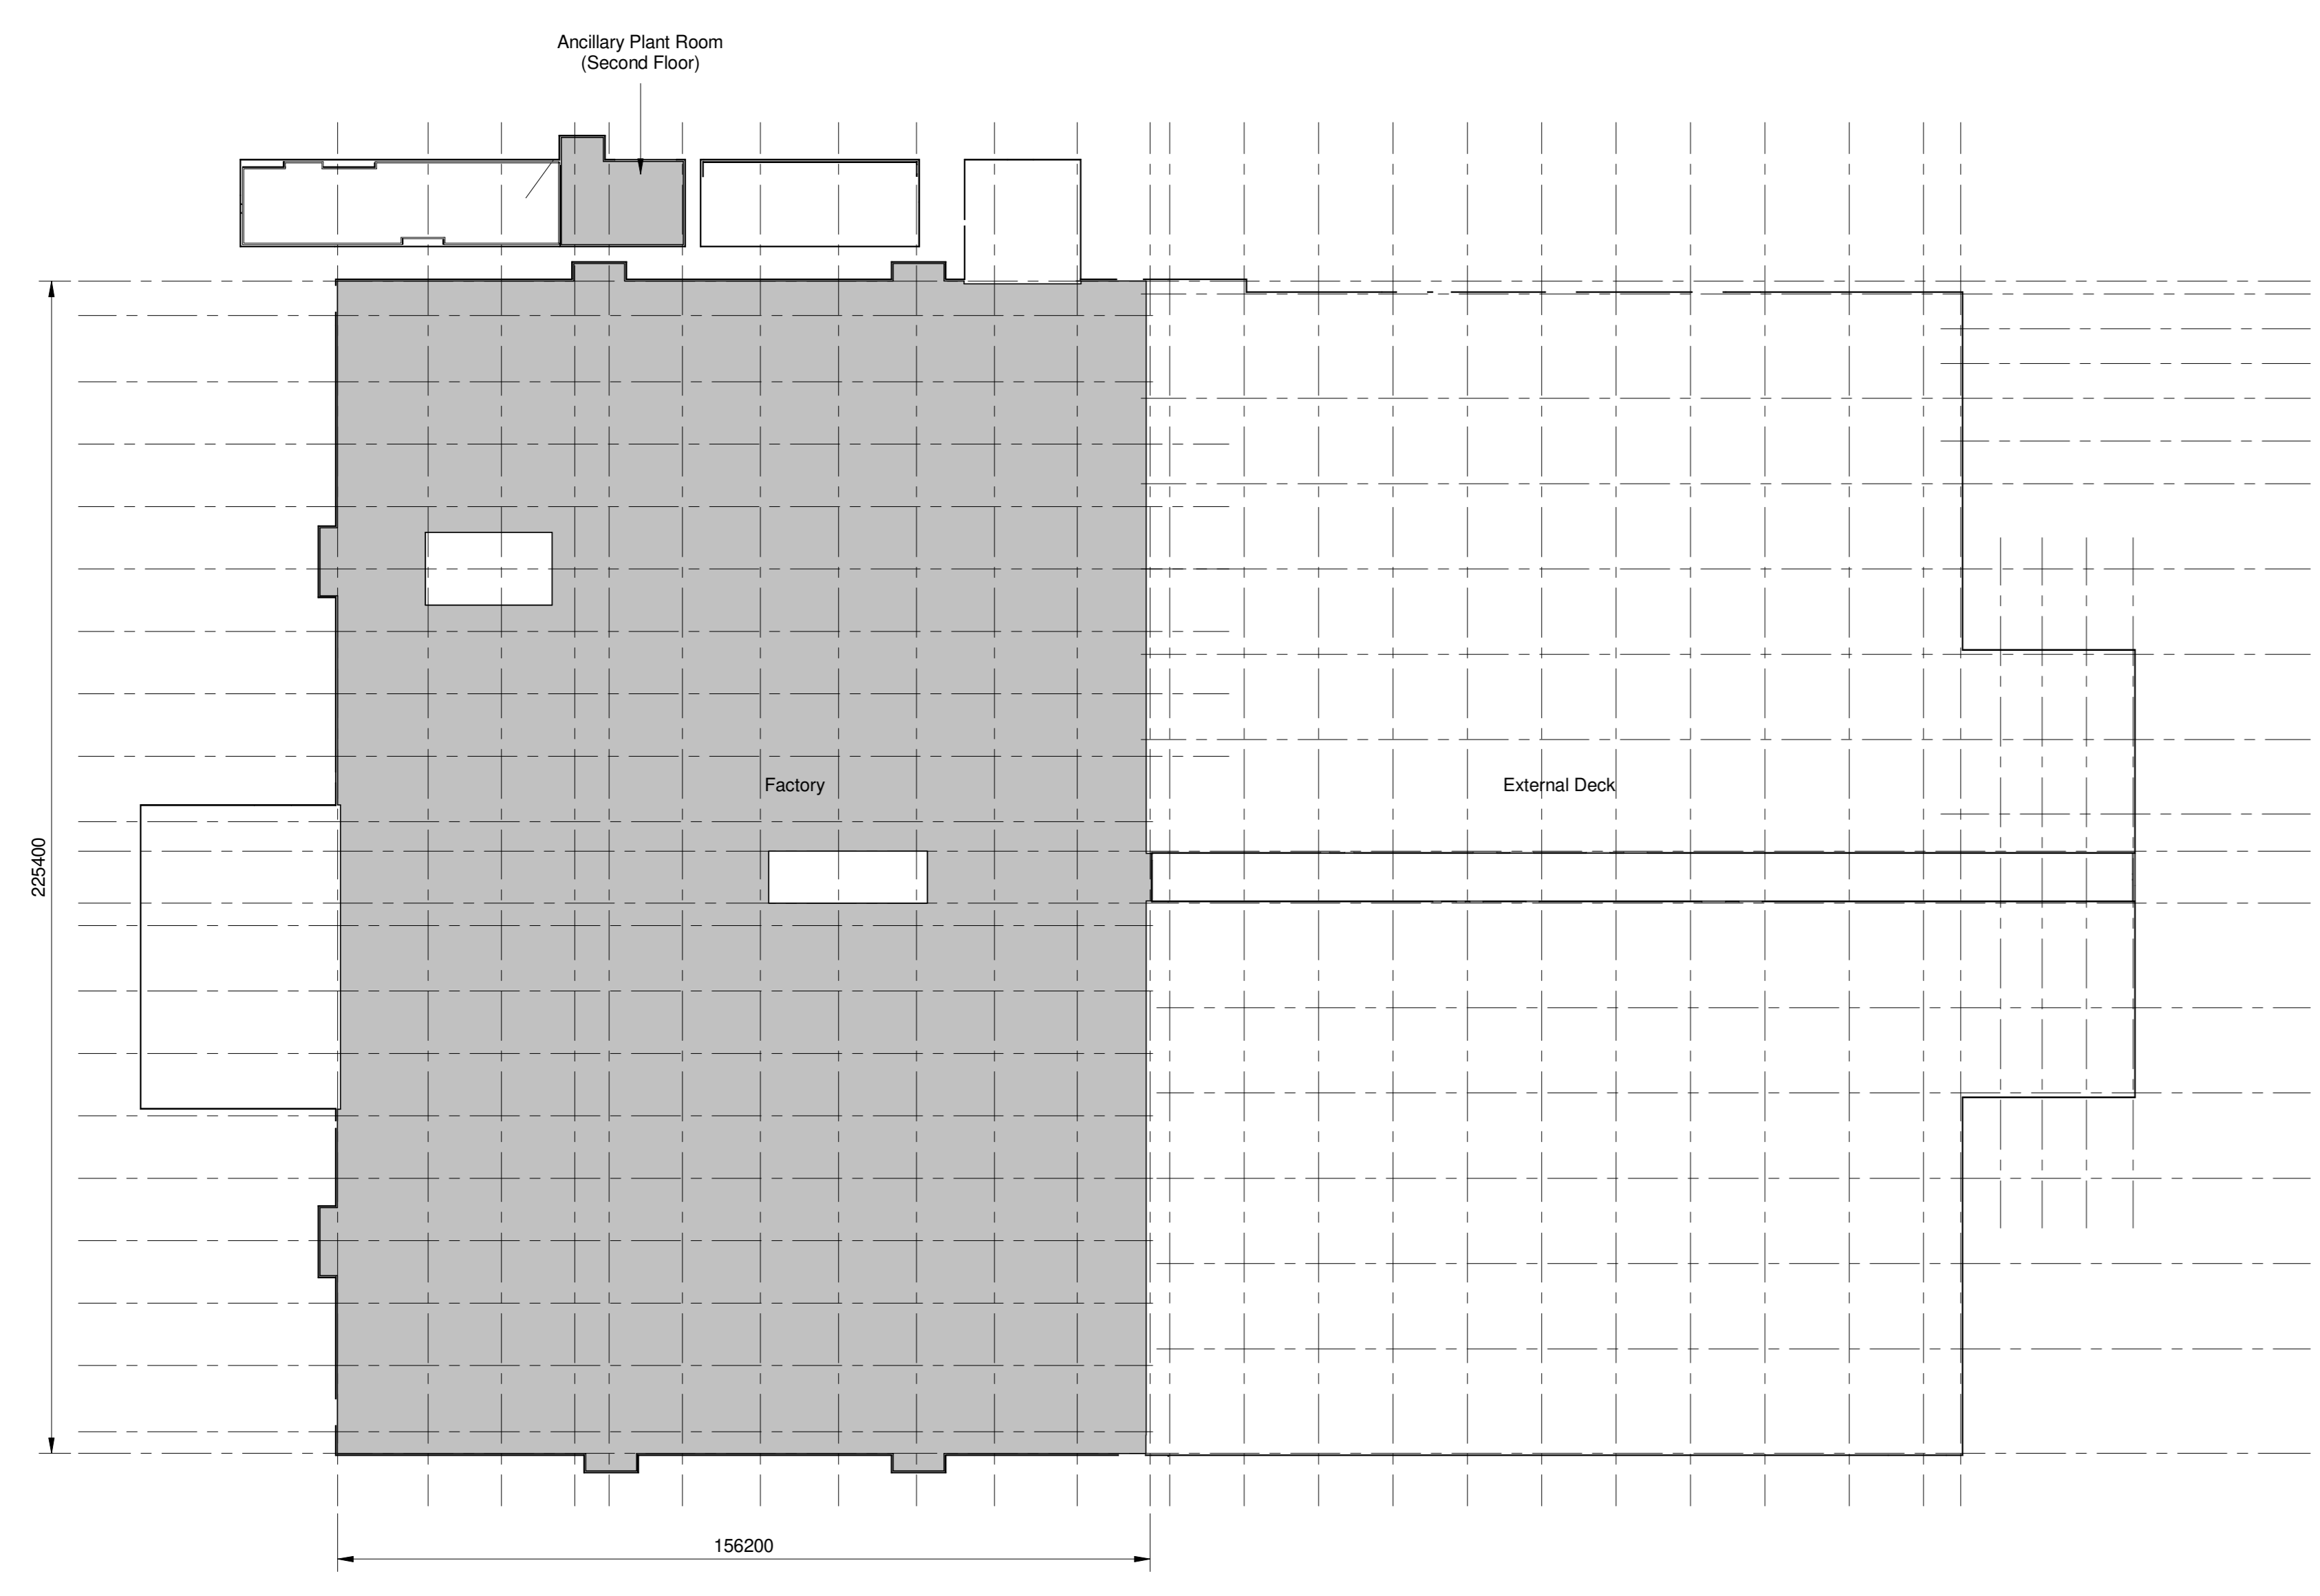 Ancillary Plant Room
(Second Floor)
Factory
External Deck
225400
156200